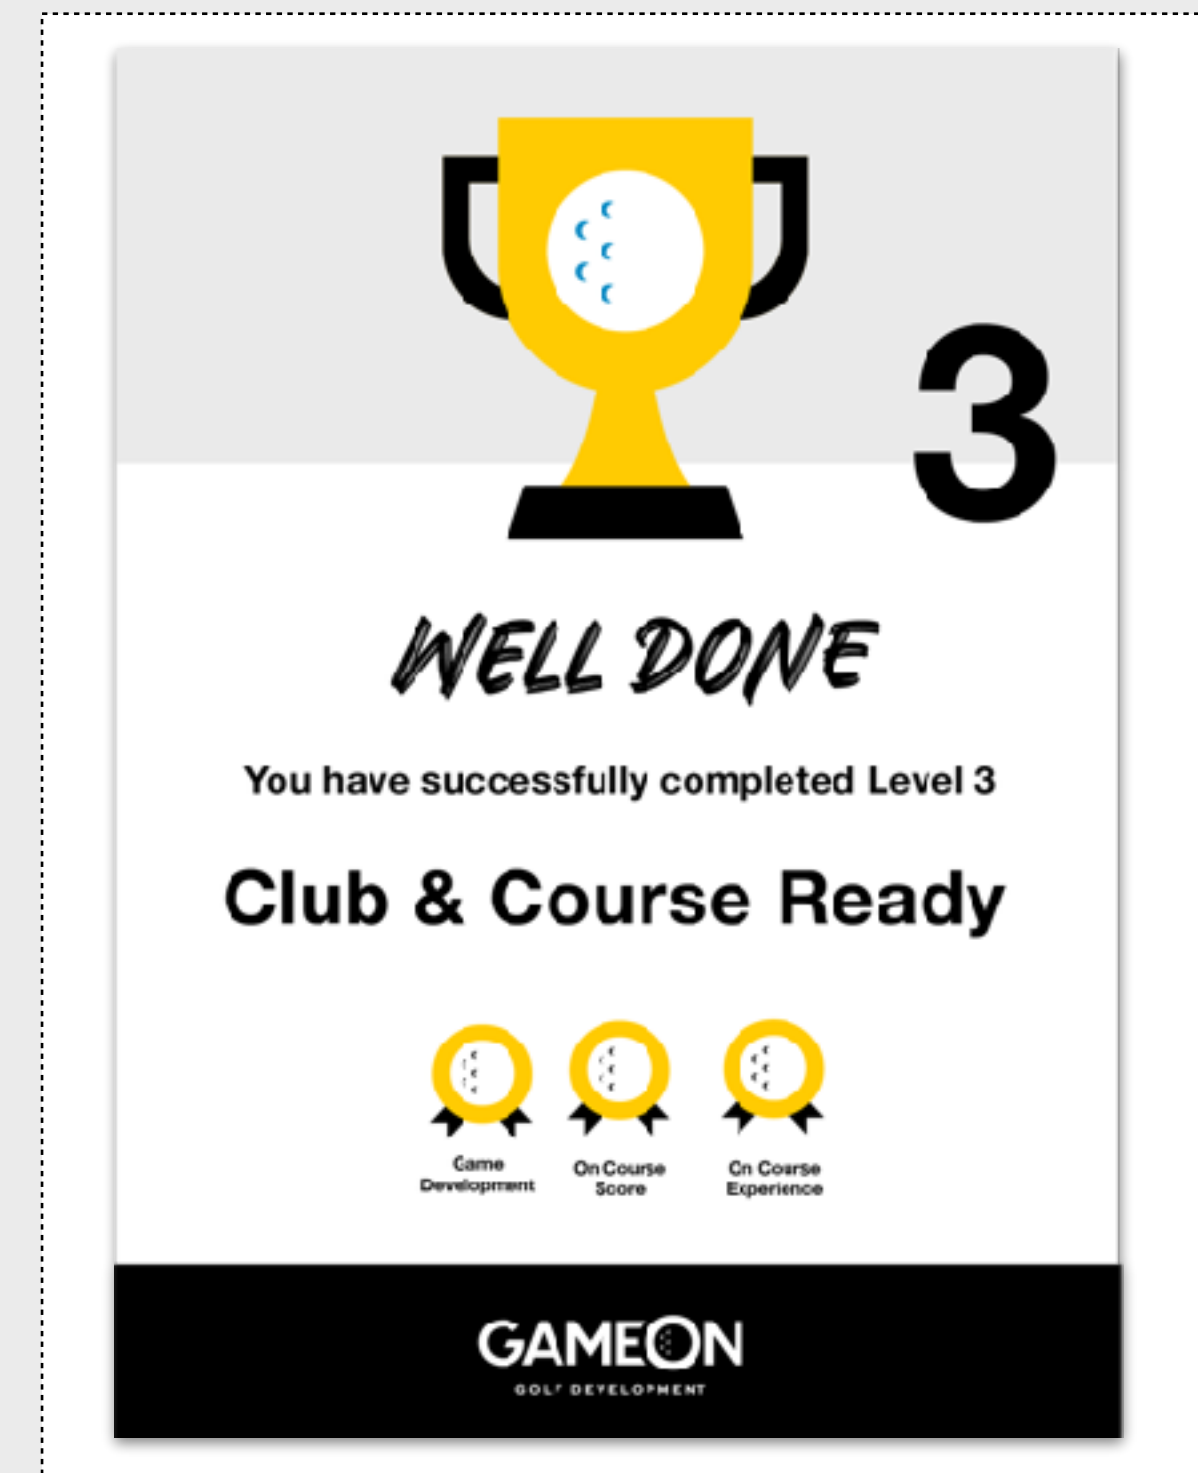 3
WELL DONE
You have successfully completed Level 3
Club & Course Ready
Game
Development
On Course
Score
On Course
Experience
GAMEON
GOLF DEVELOPMENT